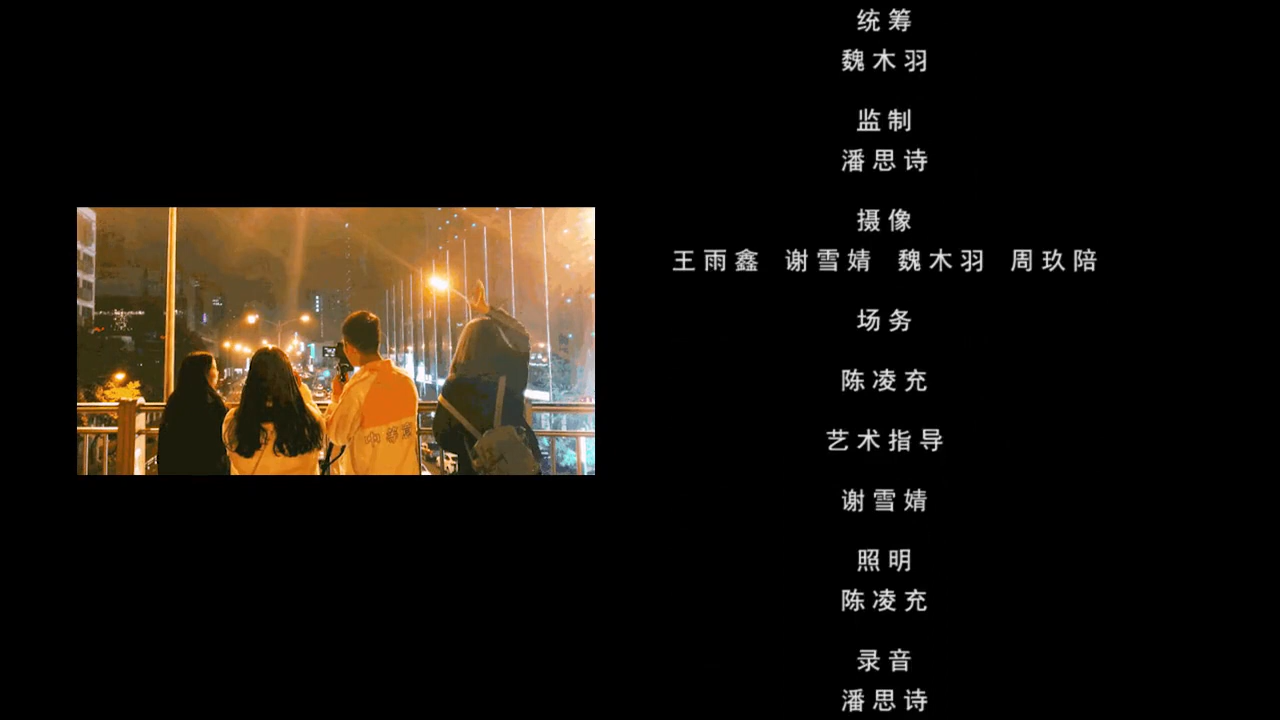 统筹
魏木羽
监制
潘思诗
摄像
王雨鑫 谢雪婧 魏木羽 周玖陪
场务
陈凌充
艺术指导
谢雪婧
照明
陈凌充
录音
潘思诗